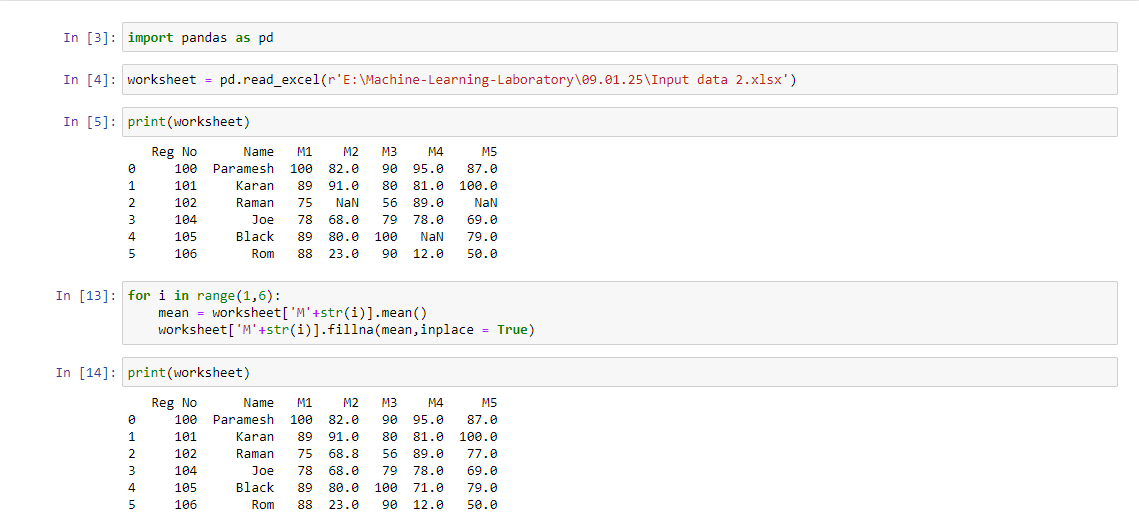 In [3]: import pandas as pd
In [4]: worksheet = pd.read_excel(r'E:\Machine-Learning-Laboratory\09.01.25\Input data 2.xlsx')
In [5]: print(worksheet)
   Reg No      Name   M1    M2   M3    M4     M5
0     100  Paramesh  100  82.0   90  95.0   87.0
1     101     Karan   89  91.0   80  81.0  100.0
2     102     Raman   75   NaN   56  89.0    NaN
3     104       Joe   78  68.0   79  78.0   69.0
4     105     Black   89  80.0  100   NaN   79.0
5     106       Rom   88  23.0   90  12.0   50.0
In [13]: for i in range(1,6):
    mean = worksheet['M'+str(i)].mean()
    worksheet['M'+str(i)].fillna(mean,inplace = True)
In [14]: print(worksheet)
   Reg No      Name   M1    M2   M3    M4     M5
0     100  Paramesh  100  82.0   90  95.0   87.0
1     101     Karan   89  91.0   80  81.0  100.0
2     102     Raman   75  68.8   56  89.0   77.0
3     104       Joe   78  68.0   79  78.0   69.0
4     105     Black   89  80.0  100  71.0   79.0
5     106       Rom   88  23.0   90  12.0   50.0